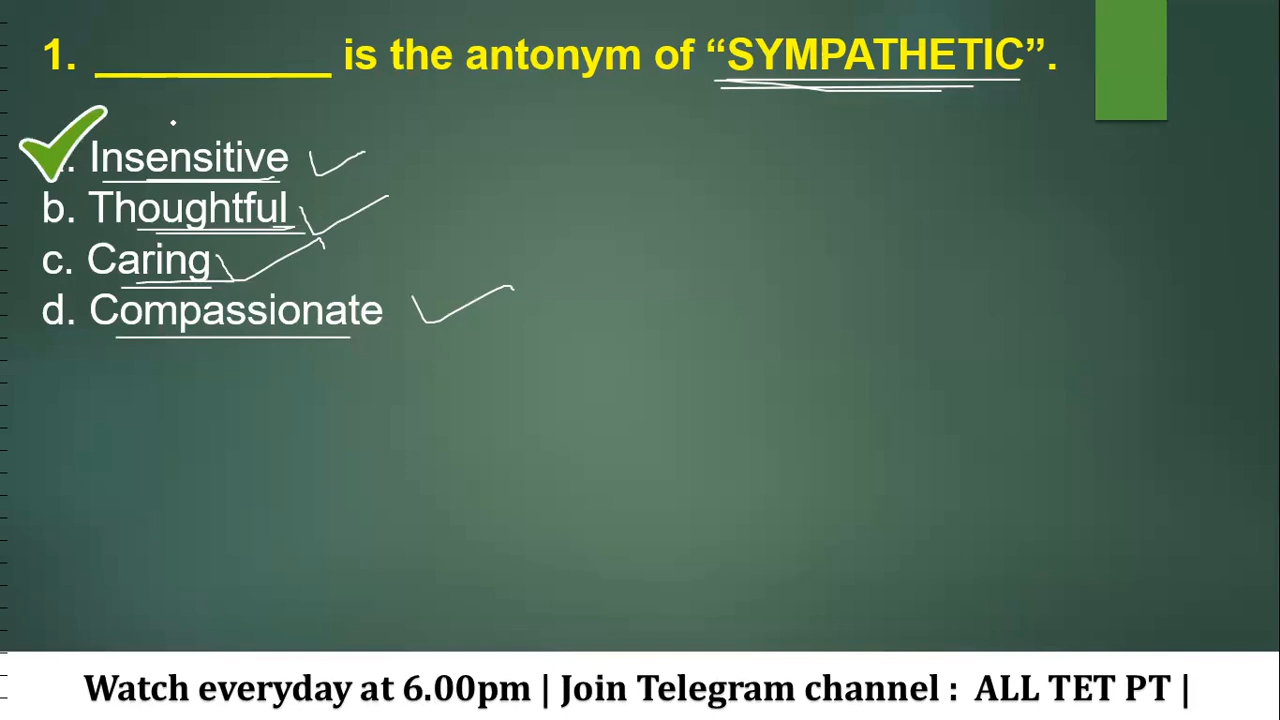 1. __________ is the antonym of “SYMPATHETIC”.
. Insensitive
b. Thoughtful
c. Caring
d. Compassionate
Watch everyday at 6.00pm | Join Telegram channel : ALL TET PT |